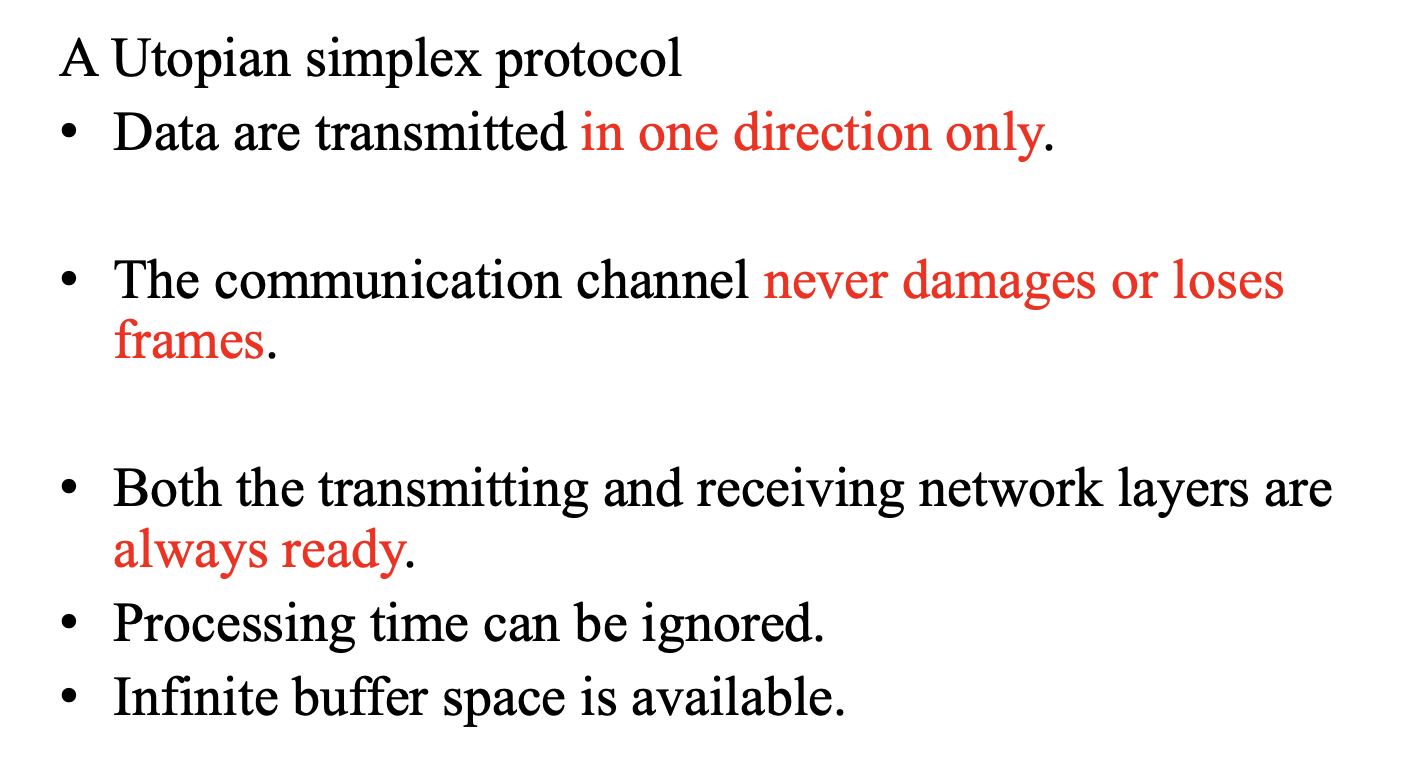 A Utopian simplex protocol
• Data are transmitted in one direction only.
• The communication channel never damages or loses
frames.
• Both the transmitting and receiving network layers are
always ready.
• Processing time can be ignored.
• Infinite buffer space is available.